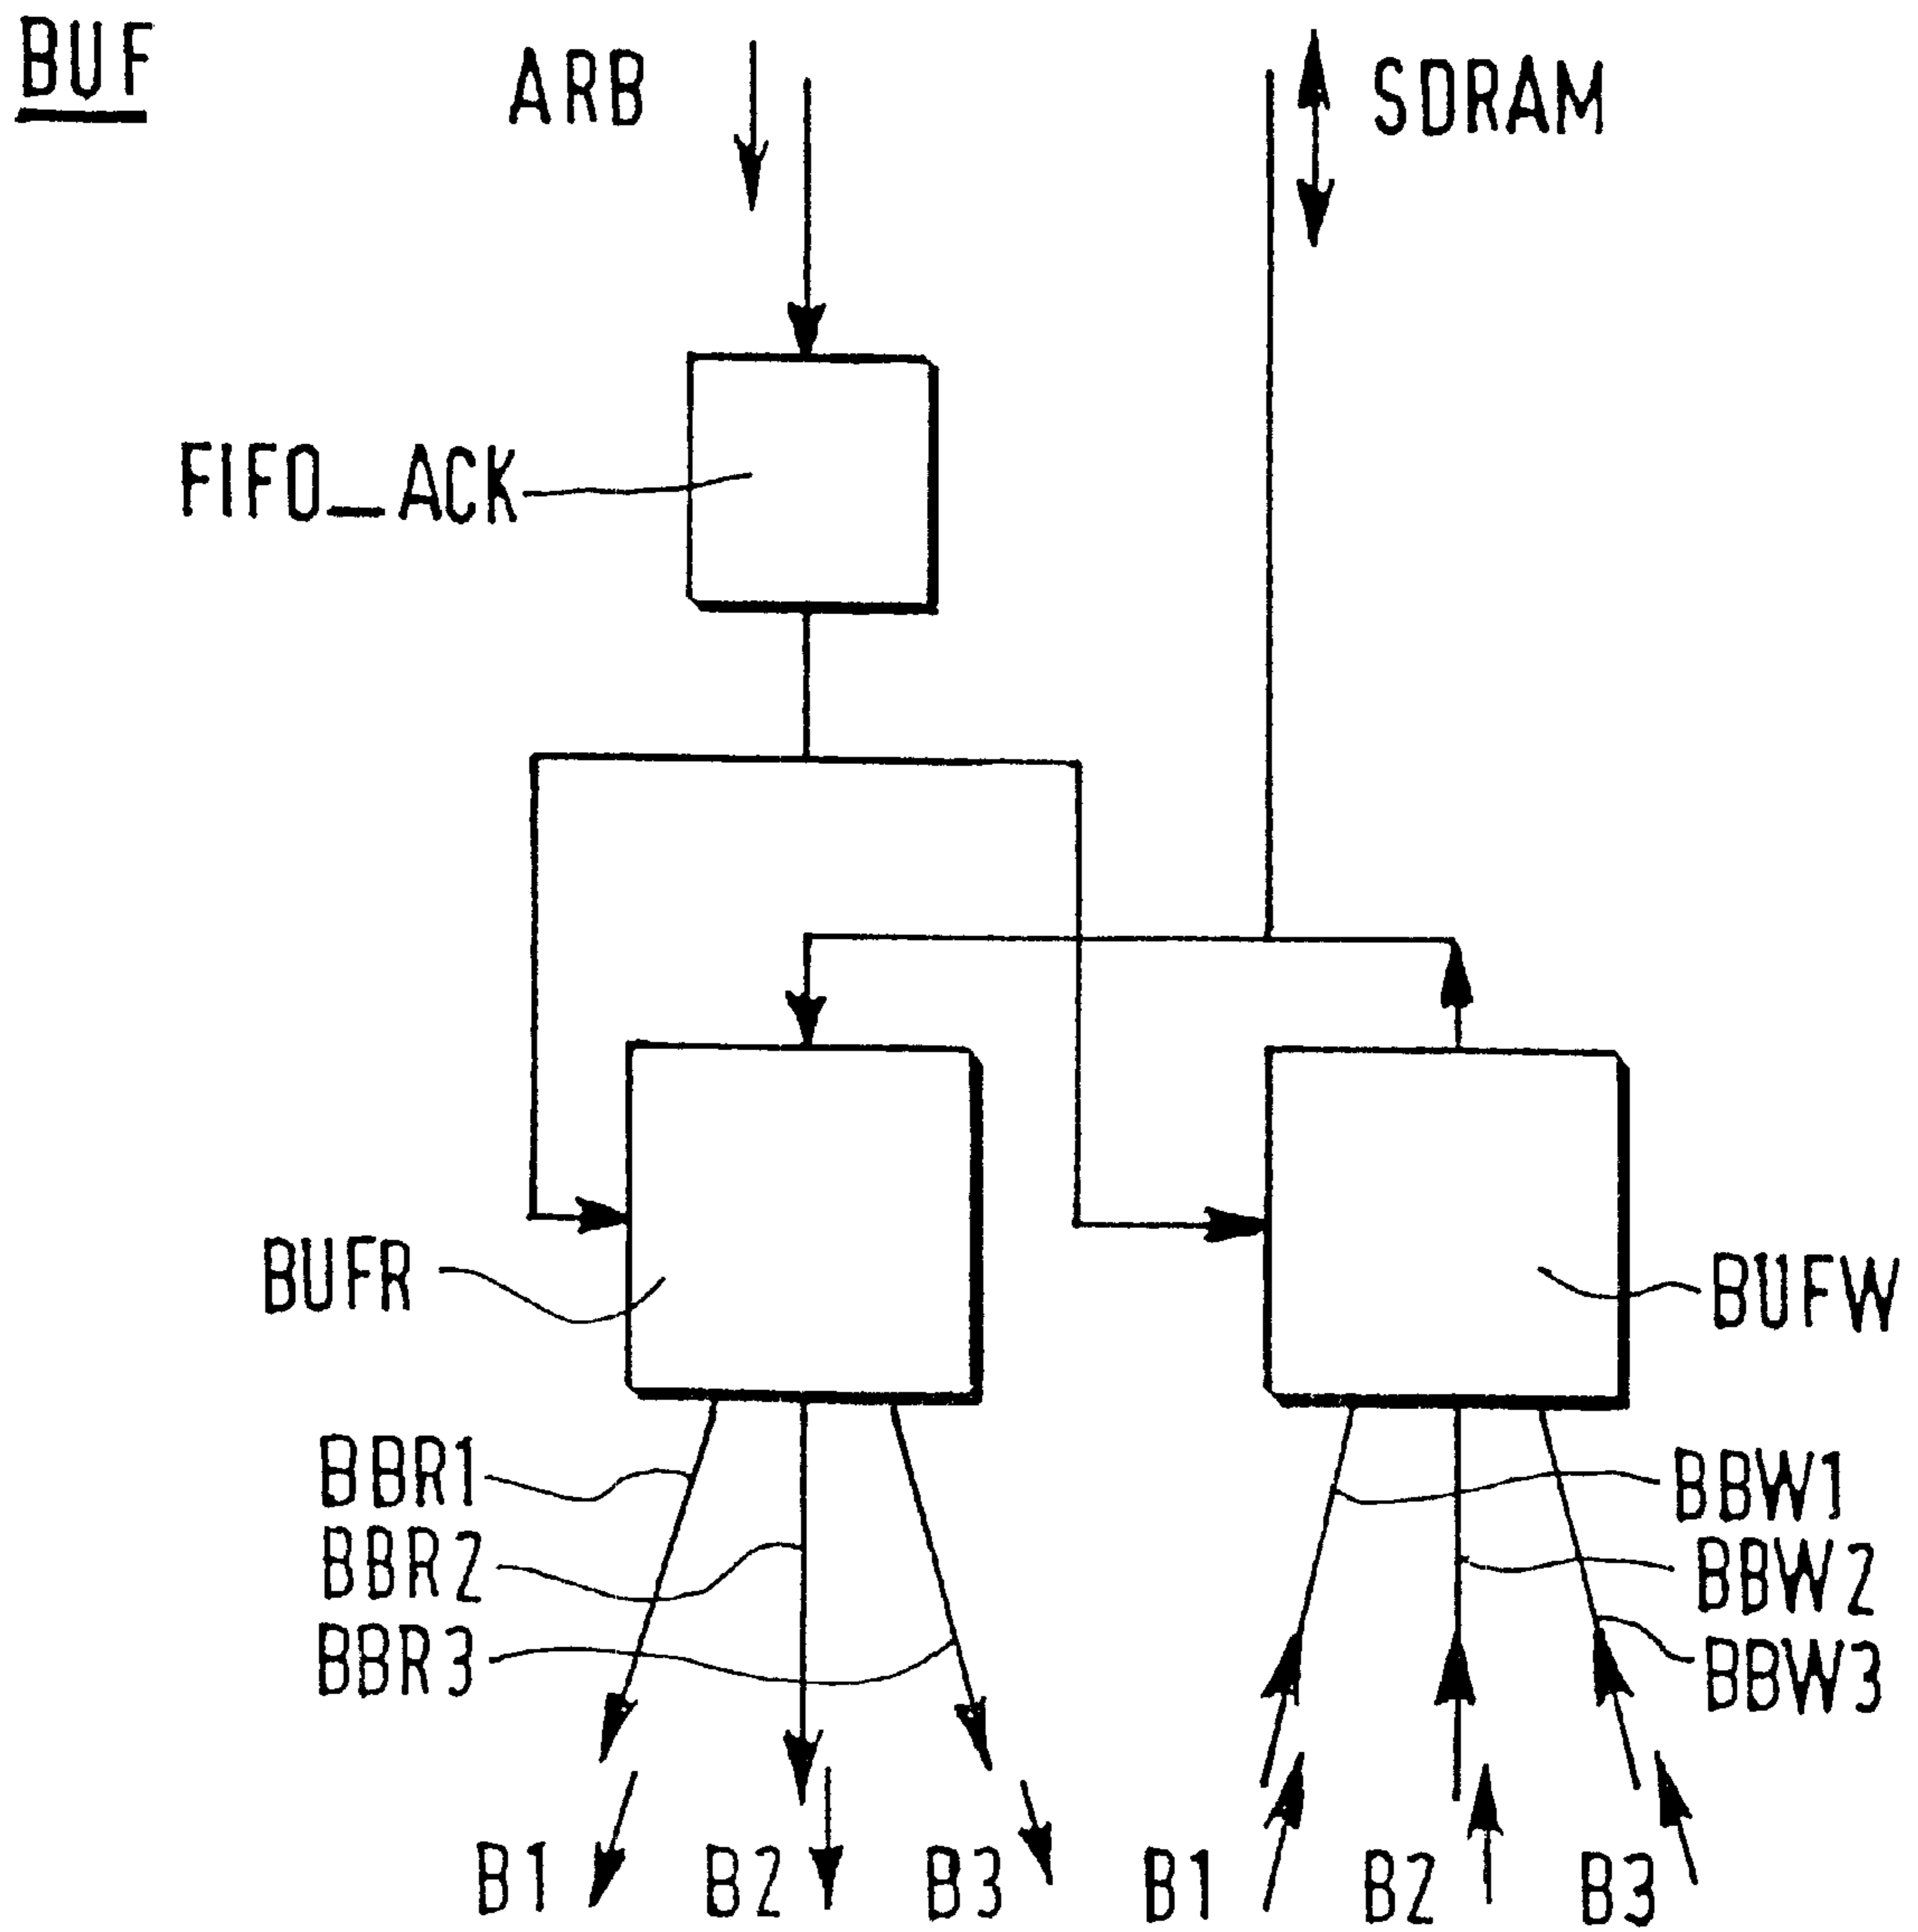 BUF
ARB
SDRAM
FIFO_ACK
BUFR
BUFW
BBR1
BBR2
BBR3
BBW1
BBW2
BBW3
B1 B2 B3 B1 B2 B3